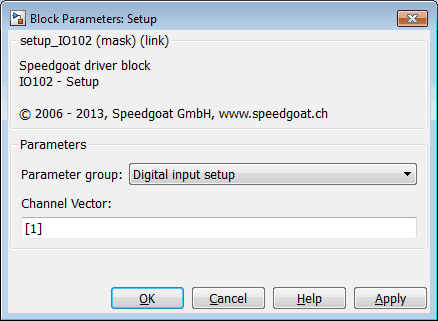 Block Parameters: Setup
setup_IO102 (mask) (link)
Speedgoat driver block
IO102 - Setup
© 2006 - 2013, Speedgoat GmbH, www.speedgoat.ch
Parameters
Parameter group: Digital input setup
Channel Vector:
[1]
OK Cancel Help Apply